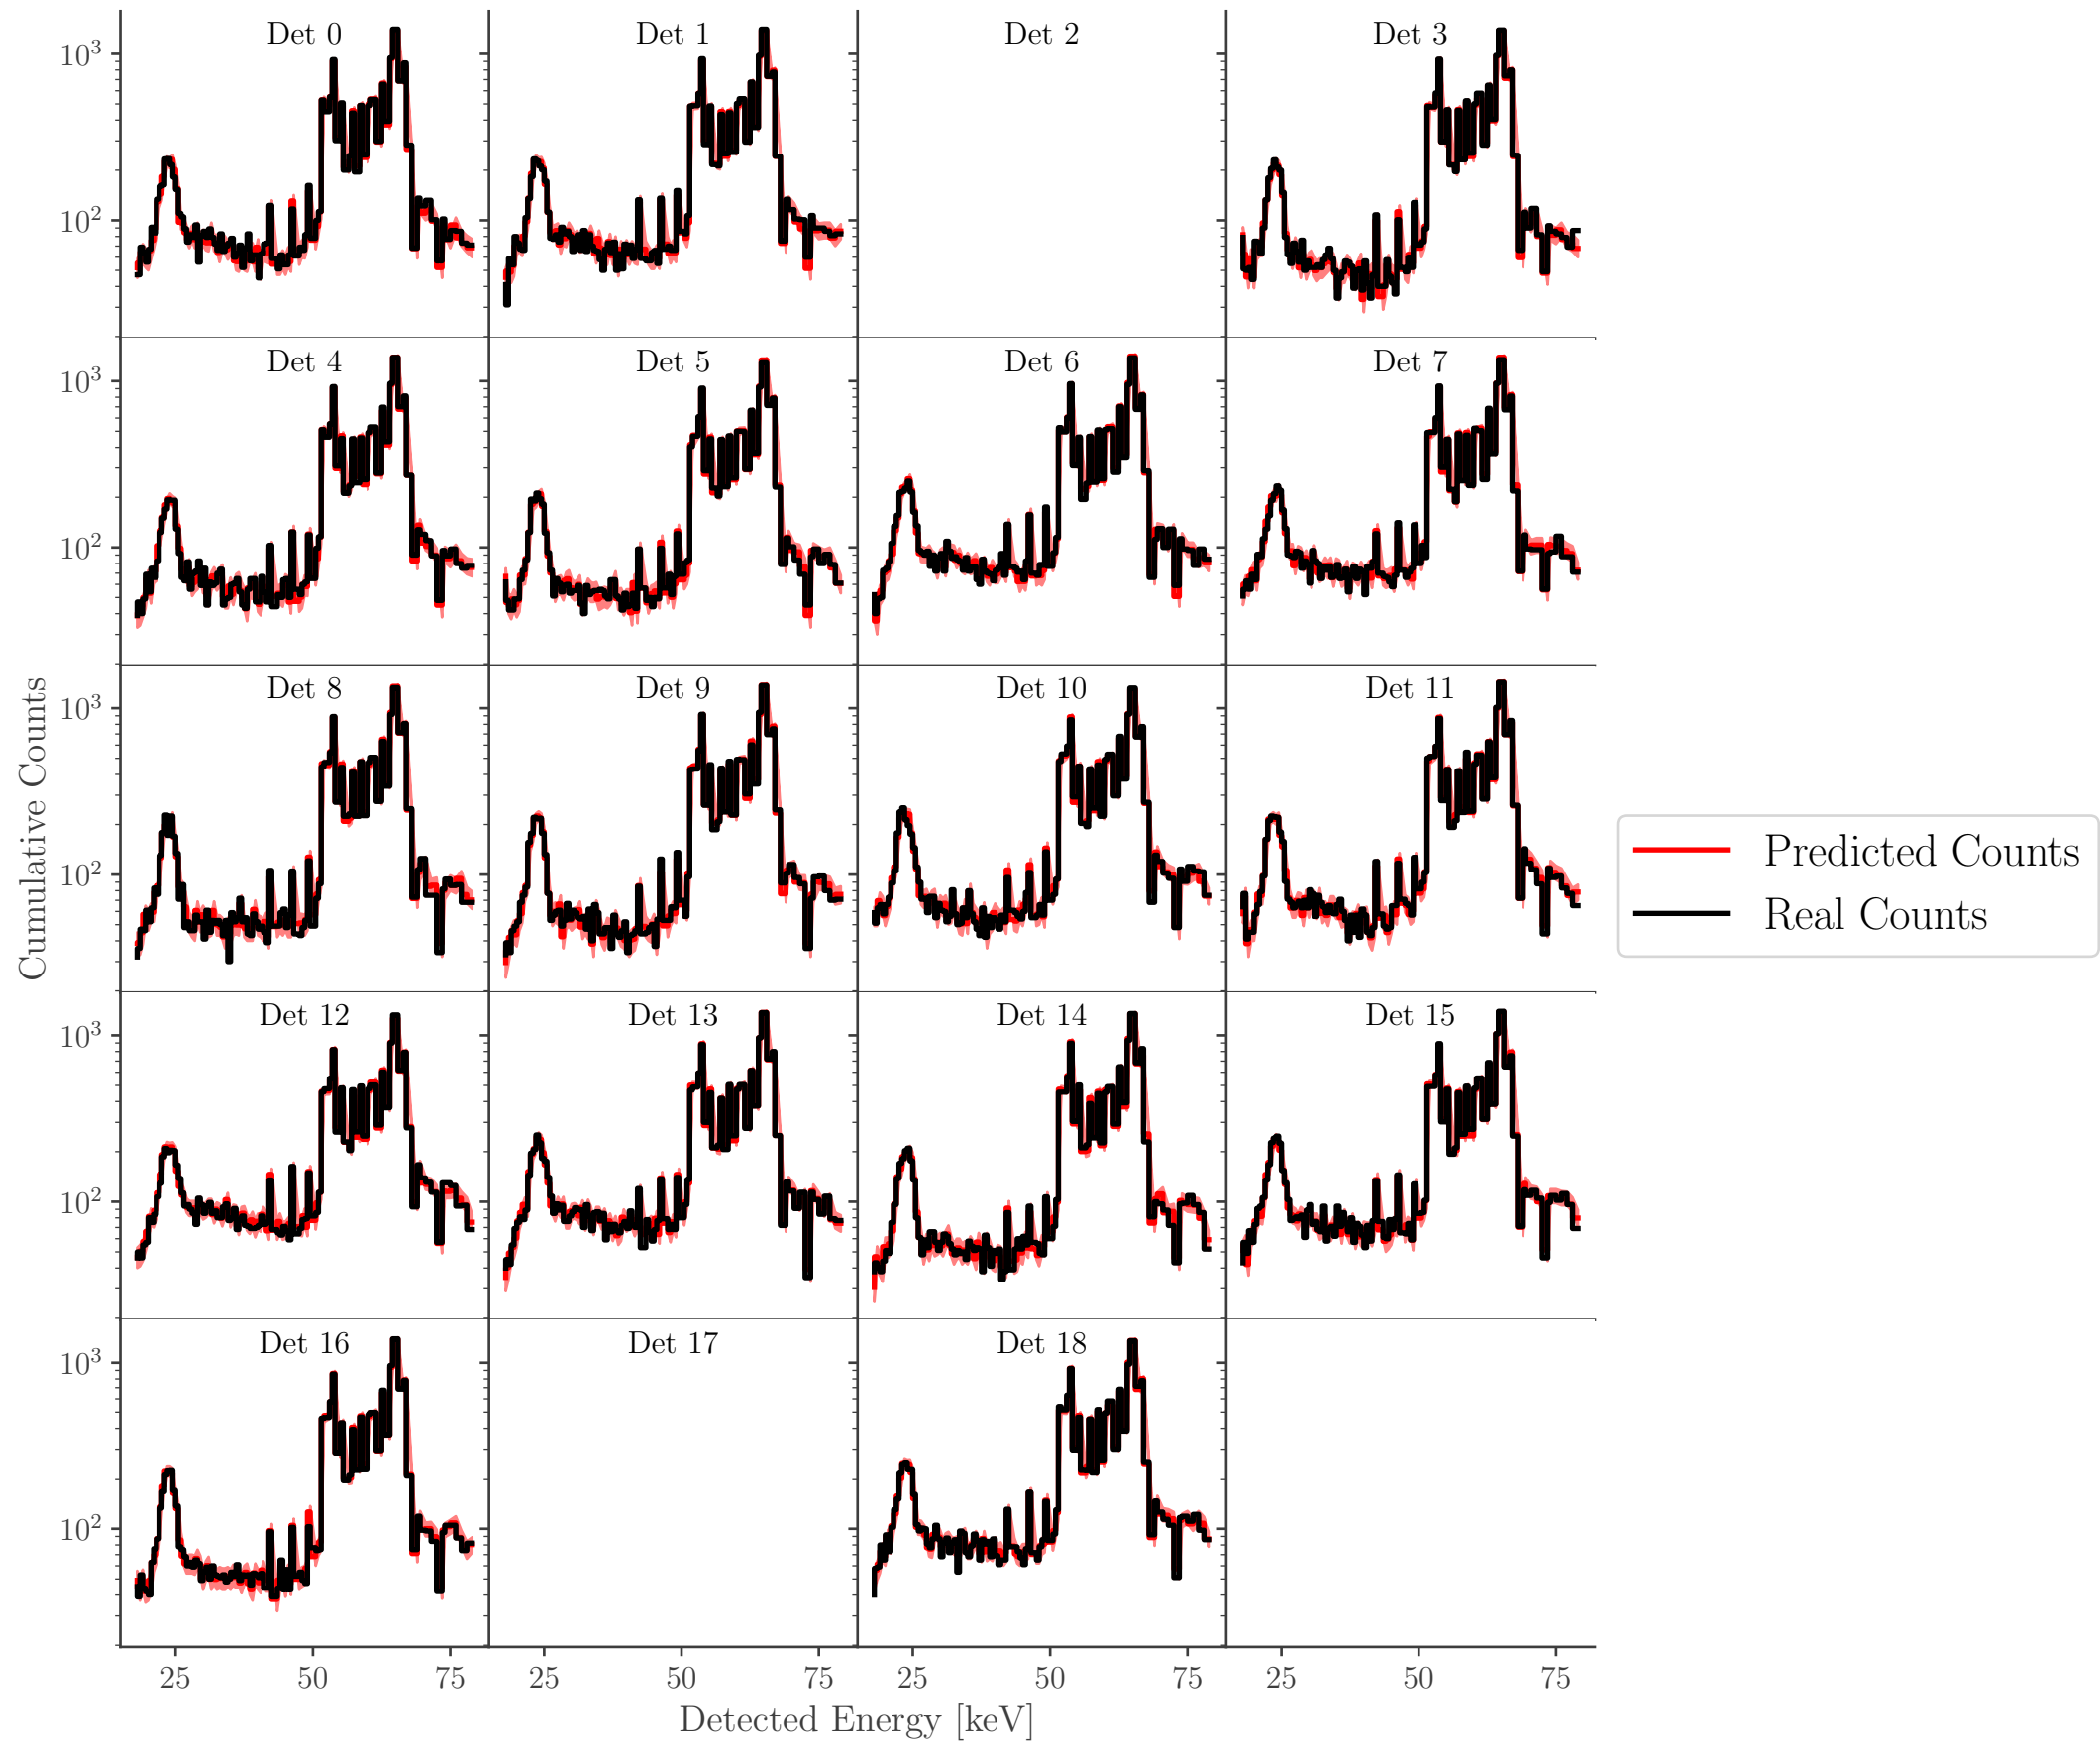 Det 0
Det 1
Det 2
Det 3
10³
10²
Det 4
Det 5
Det 6
Det 7
10³
10²
Det 8
Det 9
Det 10
Det 11
10³
10²
Cumulative Counts
Predicted Counts
Real Counts
Det 12
Det 13
Det 14
Det 15
10³
10²
Det 16
Det 17
Det 18
10³
10²
25 50 75 25 50 75 25 50 75 25 50 75
Detected Energy [keV]